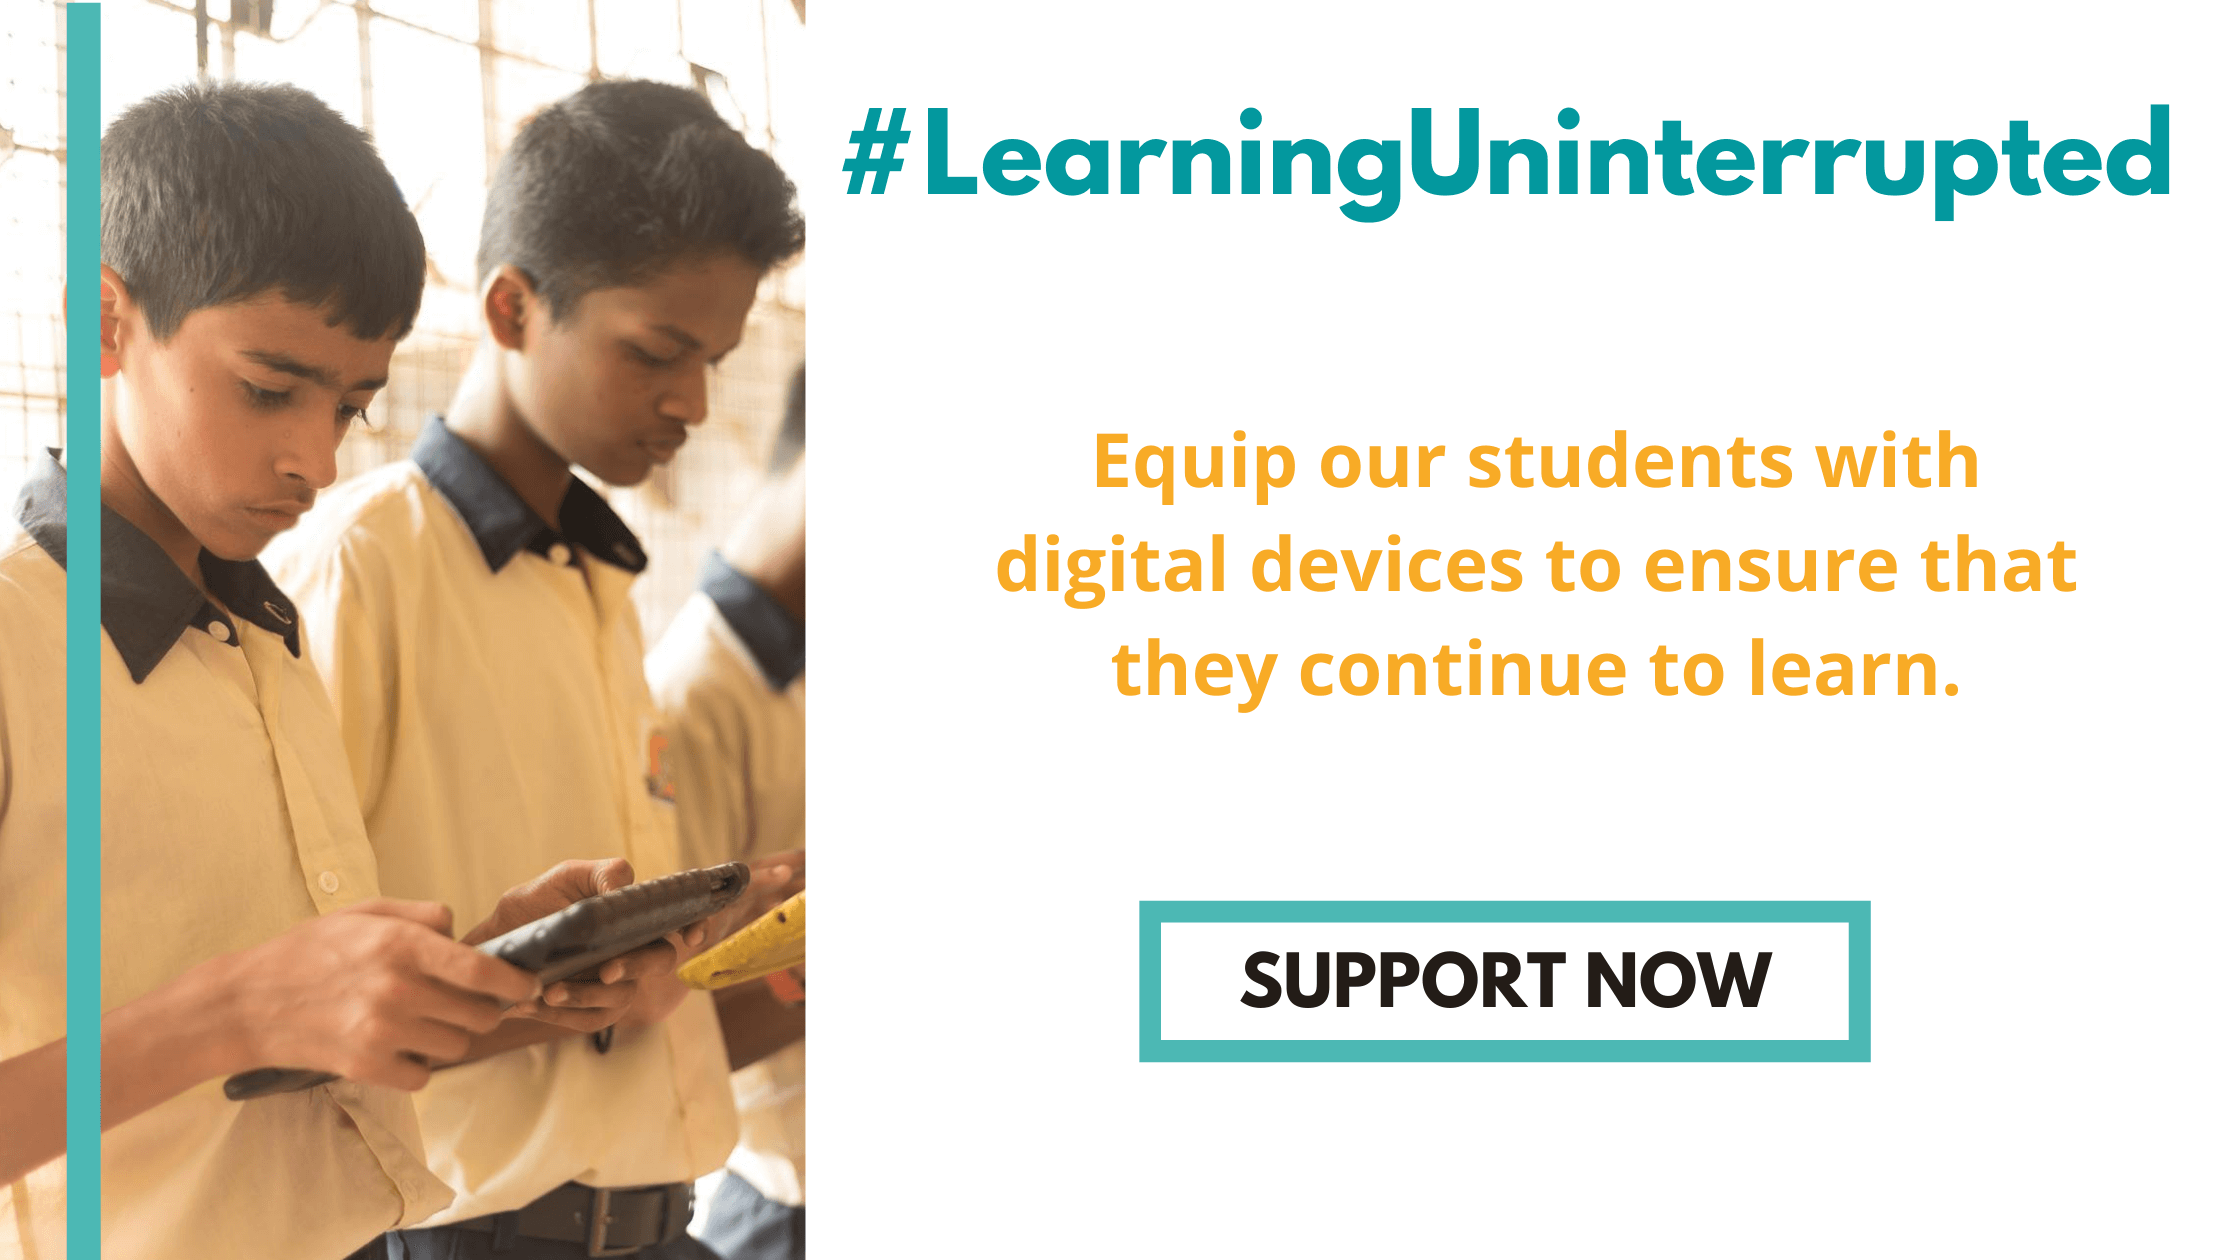 #LearningUninterrupted
Equip our students with
digital devices to ensure that
they continue to learn.
SUPPORT NOW